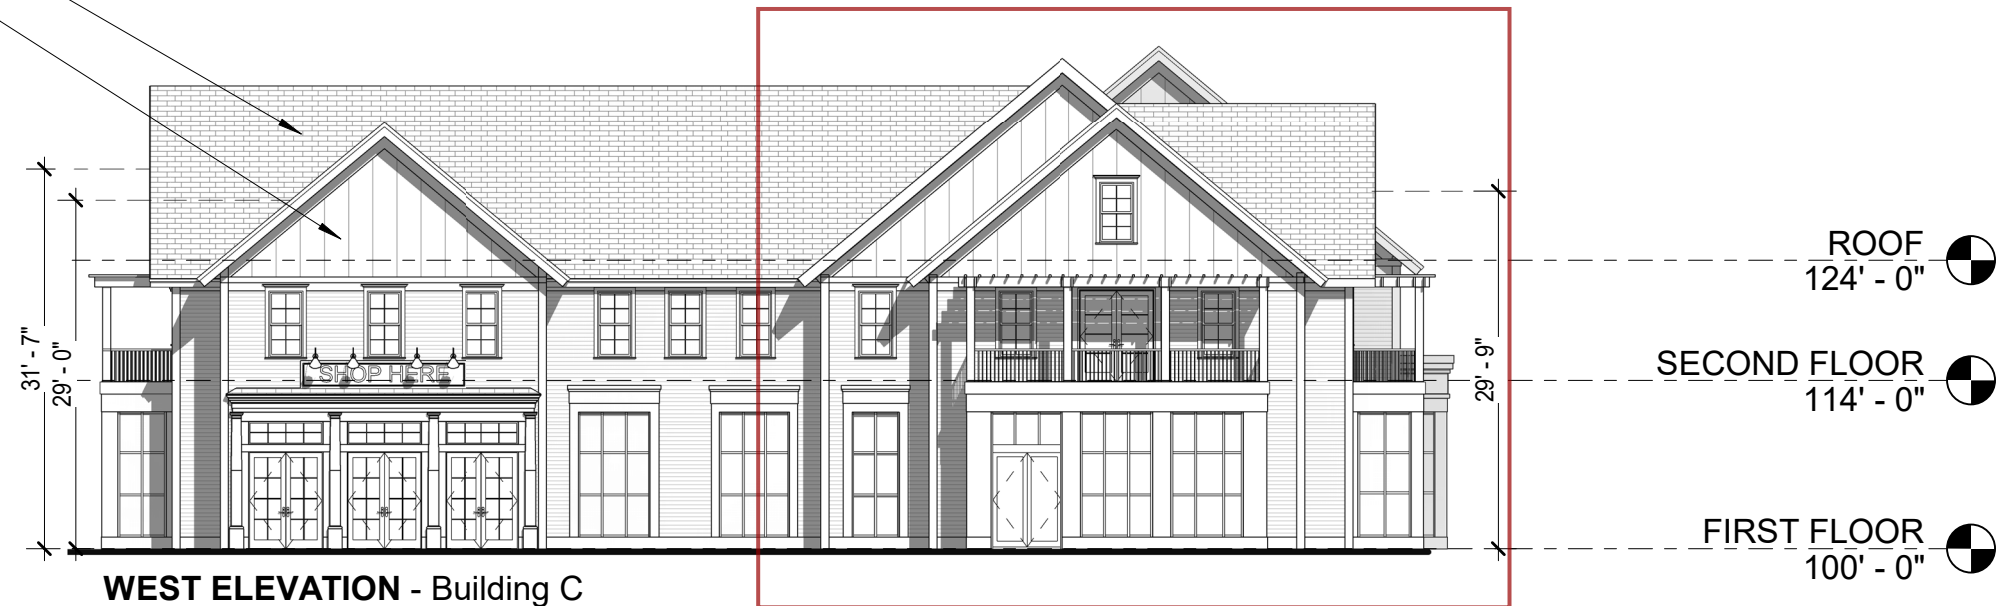 31' - 7"
29' - 0"
SHOP HERE
29' - 9"
ROOF
124' - 0"
SECOND FLOOR
114' - 0"
FIRST FLOOR
100' - 0"
WEST ELEVATION - Building C